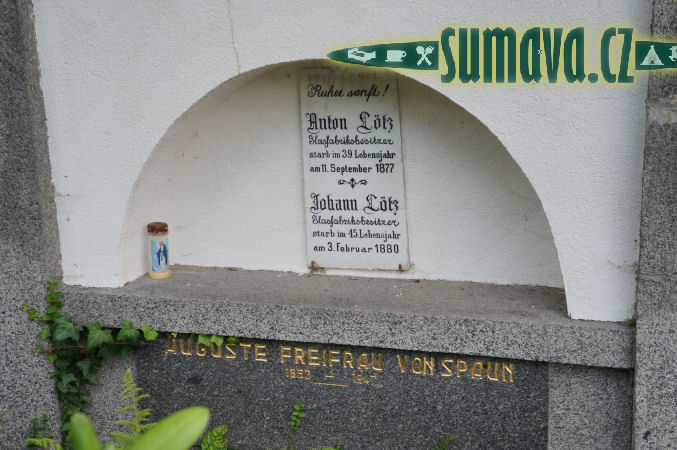 sumava.cz
Ruhet sanft!
Anton Lötz
Glasfabriksbesitzer
starb im 39 Lebensjahr
am 11. September 1877
Johann Lötz
Glasfabriksbesitzer
starb im 45. Lebensjahr
am 3. Februar 1880
AUGUSTE FREIFRAU VON SPAUN